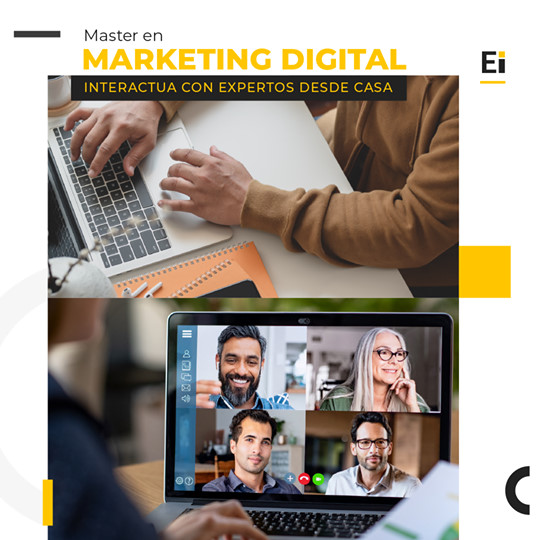 Master en
MARKETING DIGITAL
INTERACTUA CON EXPERTOS DESDE CASA
Ei